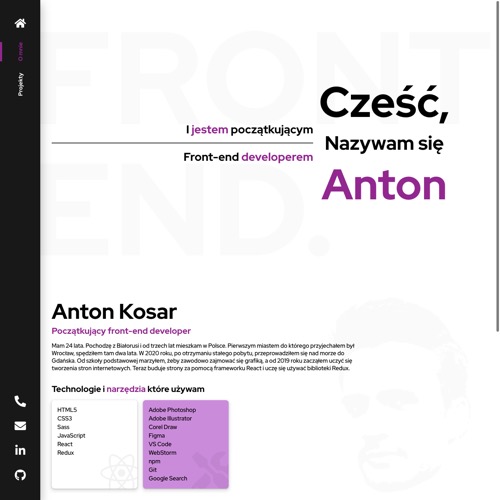 FRONT
END.
O mnie
Projekty
Cześć,
Nazywam się
Anton
I jestem początkującym
Front-end developerem
Anton Kosar
Początkujący front-end developer
Mam 24 lata. Pochodzę z Białorusi i od trzech lat mieszkam w Polsce. Pierwszym miastem do którego przyjechałem był
Wrocław, spędziłem tam dwa lata. W 2020 roku, po otrzymaniu stałego pobytu, przeprowadziłem się nad morze do
Gdańska. Od szkoły podstawowej marzyłem, żeby zawodowo zajmować się grafiką, a od 2019 roku zacząłem uczyć się
tworzenia stron internetowych. Teraz buduje strony za pomocą frameworku React i uczę się używać biblioteki Redux.
Technologie i narzędzia które używam
HTML5
CSS3
Sass
JavaScript
React
Redux
Adobe Photoshop
Adobe Illustrator
Corel Draw
Figma
VS Code
WebStorm
npm
Git
Google Search